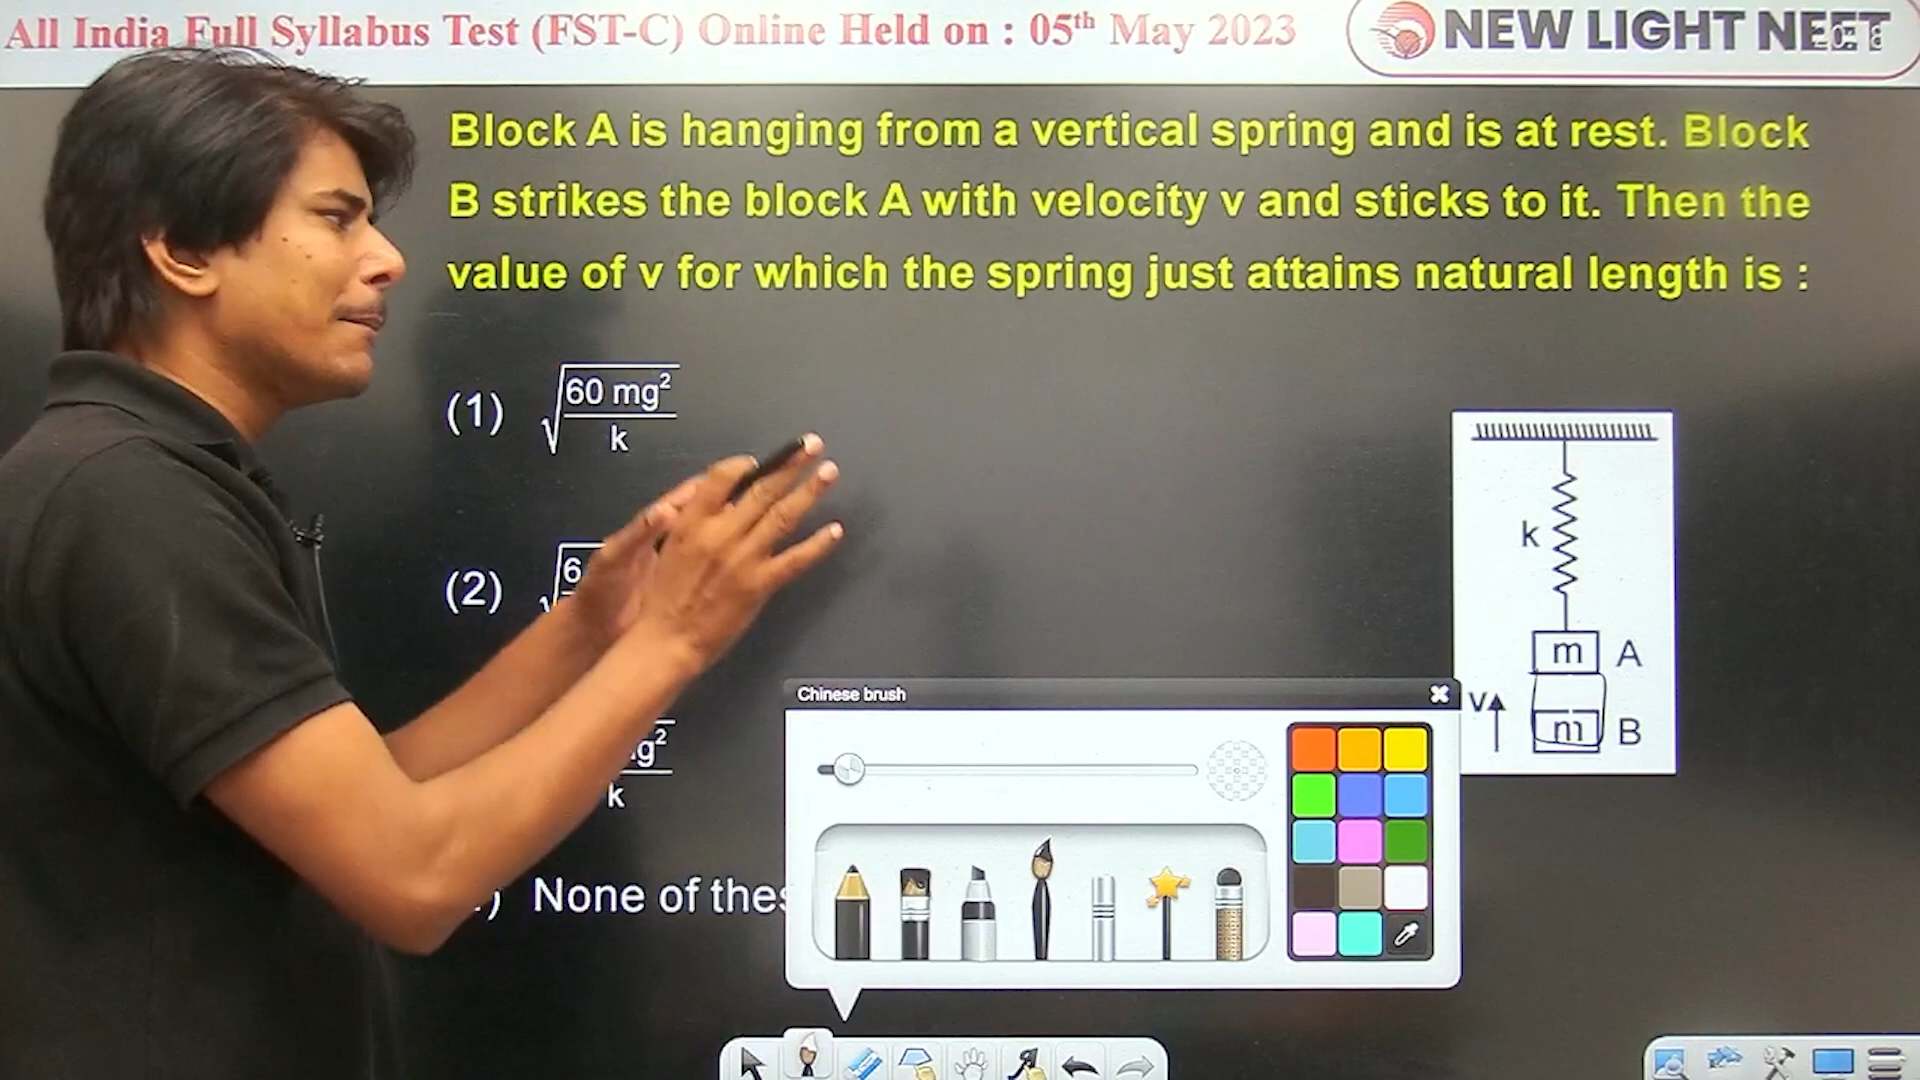 All India Full Syllabus Test (FST-C) Online Held on : 05th May 2023
NEW LIGHT NEET
Block A is hanging from a vertical spring and is at rest. Block
B strikes the block A with velocity v and sticks to it. Then the
value of v for which the spring just attains natural length is :
(1) √(60 mg²/k)
(2) √6
g²
k
None of thes
k
m A
v
m B
Chinese brush